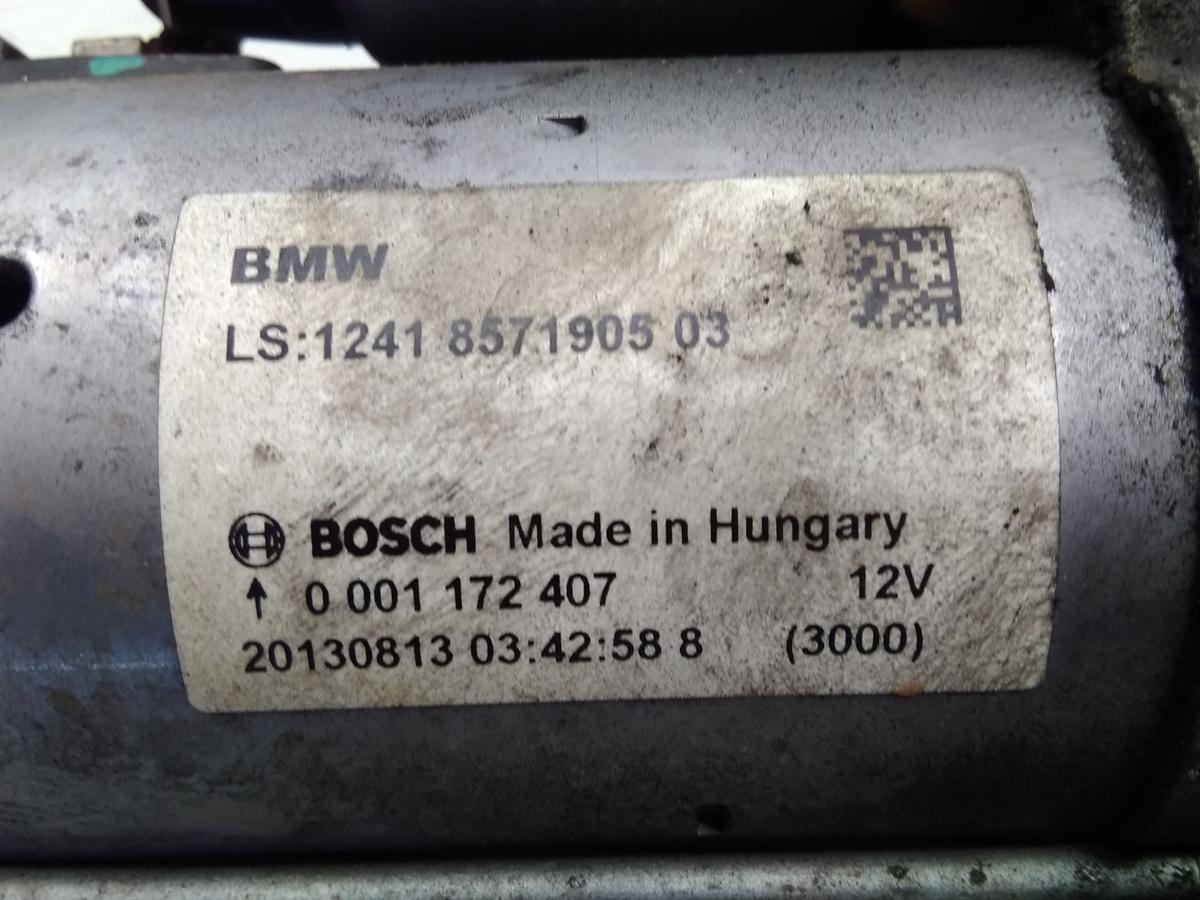 BMW
LS:1241 8571905 03
BOSCH Made in Hungary
↑ 0 001 172 407 12V
20130813 03:42:58 8 (3000)